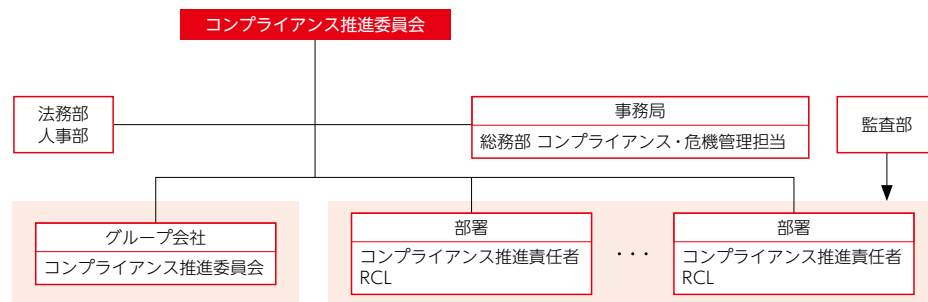 コンプライアンス推進委員会
法務部
人事部
事務局
総務部 コンプライアンス・危機管理担当
監査部
グループ会社
コンプライアンス推進委員会
部署
コンプライアンス推進責任者
RCL
・・・
部署
コンプライアンス推進責任者
RCL